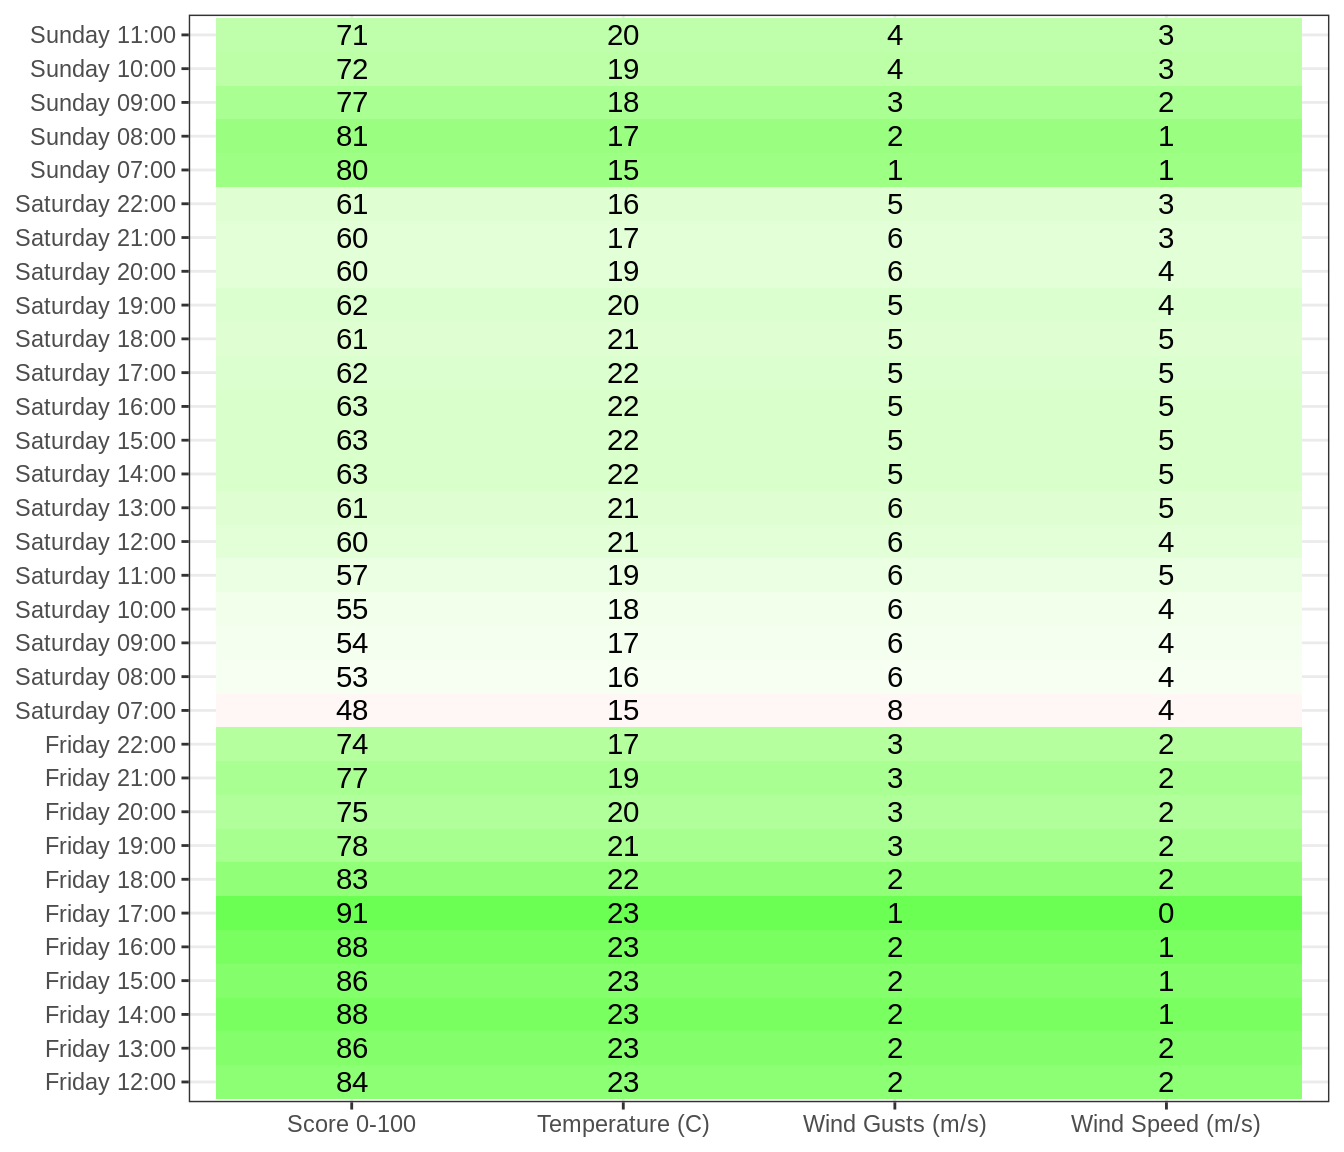 Sunday 11:00 71 20 4 3
Sunday 10:00 72 19 4 3
Sunday 09:00 77 18 3 2
Sunday 08:00 81 17 2 1
Sunday 07:00 80 15 1 1
Saturday 22:00 61 16 5 3
Saturday 21:00 60 17 6 3
Saturday 20:00 60 19 6 4
Saturday 19:00 62 20 5 4
Saturday 18:00 61 21 5 5
Saturday 17:00 62 22 5 5
Saturday 16:00 63 22 5 5
Saturday 15:00 63 22 5 5
Saturday 14:00 63 22 5 5
Saturday 13:00 61 21 6 5
Saturday 12:00 60 21 6 4
Saturday 11:00 57 19 6 5
Saturday 10:00 55 18 6 4
Saturday 09:00 54 17 6 4
Saturday 08:00 53 16 6 4
Saturday 07:00 48 15 8 4
Friday 22:00 74 17 3 2
Friday 21:00 77 19 3 2
Friday 20:00 75 20 3 2
Friday 19:00 78 21 3 2
Friday 18:00 83 22 2 2
Friday 17:00 91 23 1 0
Friday 16:00 88 23 2 1
Friday 15:00 86 23 2 1
Friday 14:00 88 23 2 1
Friday 13:00 86 23 2 2
Friday 12:00 84 23 2 2
Score 0-100 Temperature (C) Wind Gusts (m/s) Wind Speed (m/s)